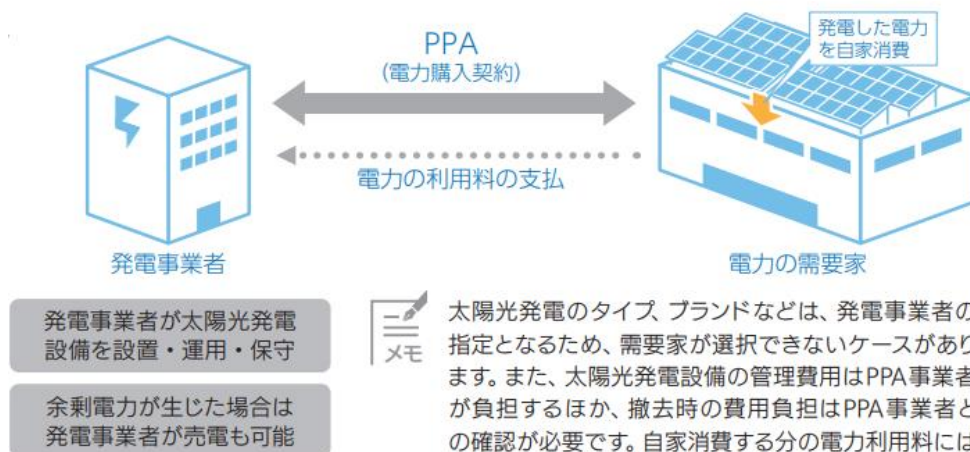 発電した電力
を自家消費
PPA
(電力購入契約)
電力の利用料の支払
発電事業者
電力の需要家
発電事業者が太陽光発電
設備を設置・運用・保守
余剰電力が生じた場合は
発電事業者が売電も可能
メモ
太陽光発電のタイプ、ブランドなどは、発電事業者の
指定となるため、需要家が選択できないケースがあり
ます。また、太陽光発電設備の管理費用はPPA事業者
が負担するほか、撤去時の費用負担はPPA事業者と
の確認が必要です。自家消費する分の電力利用料には